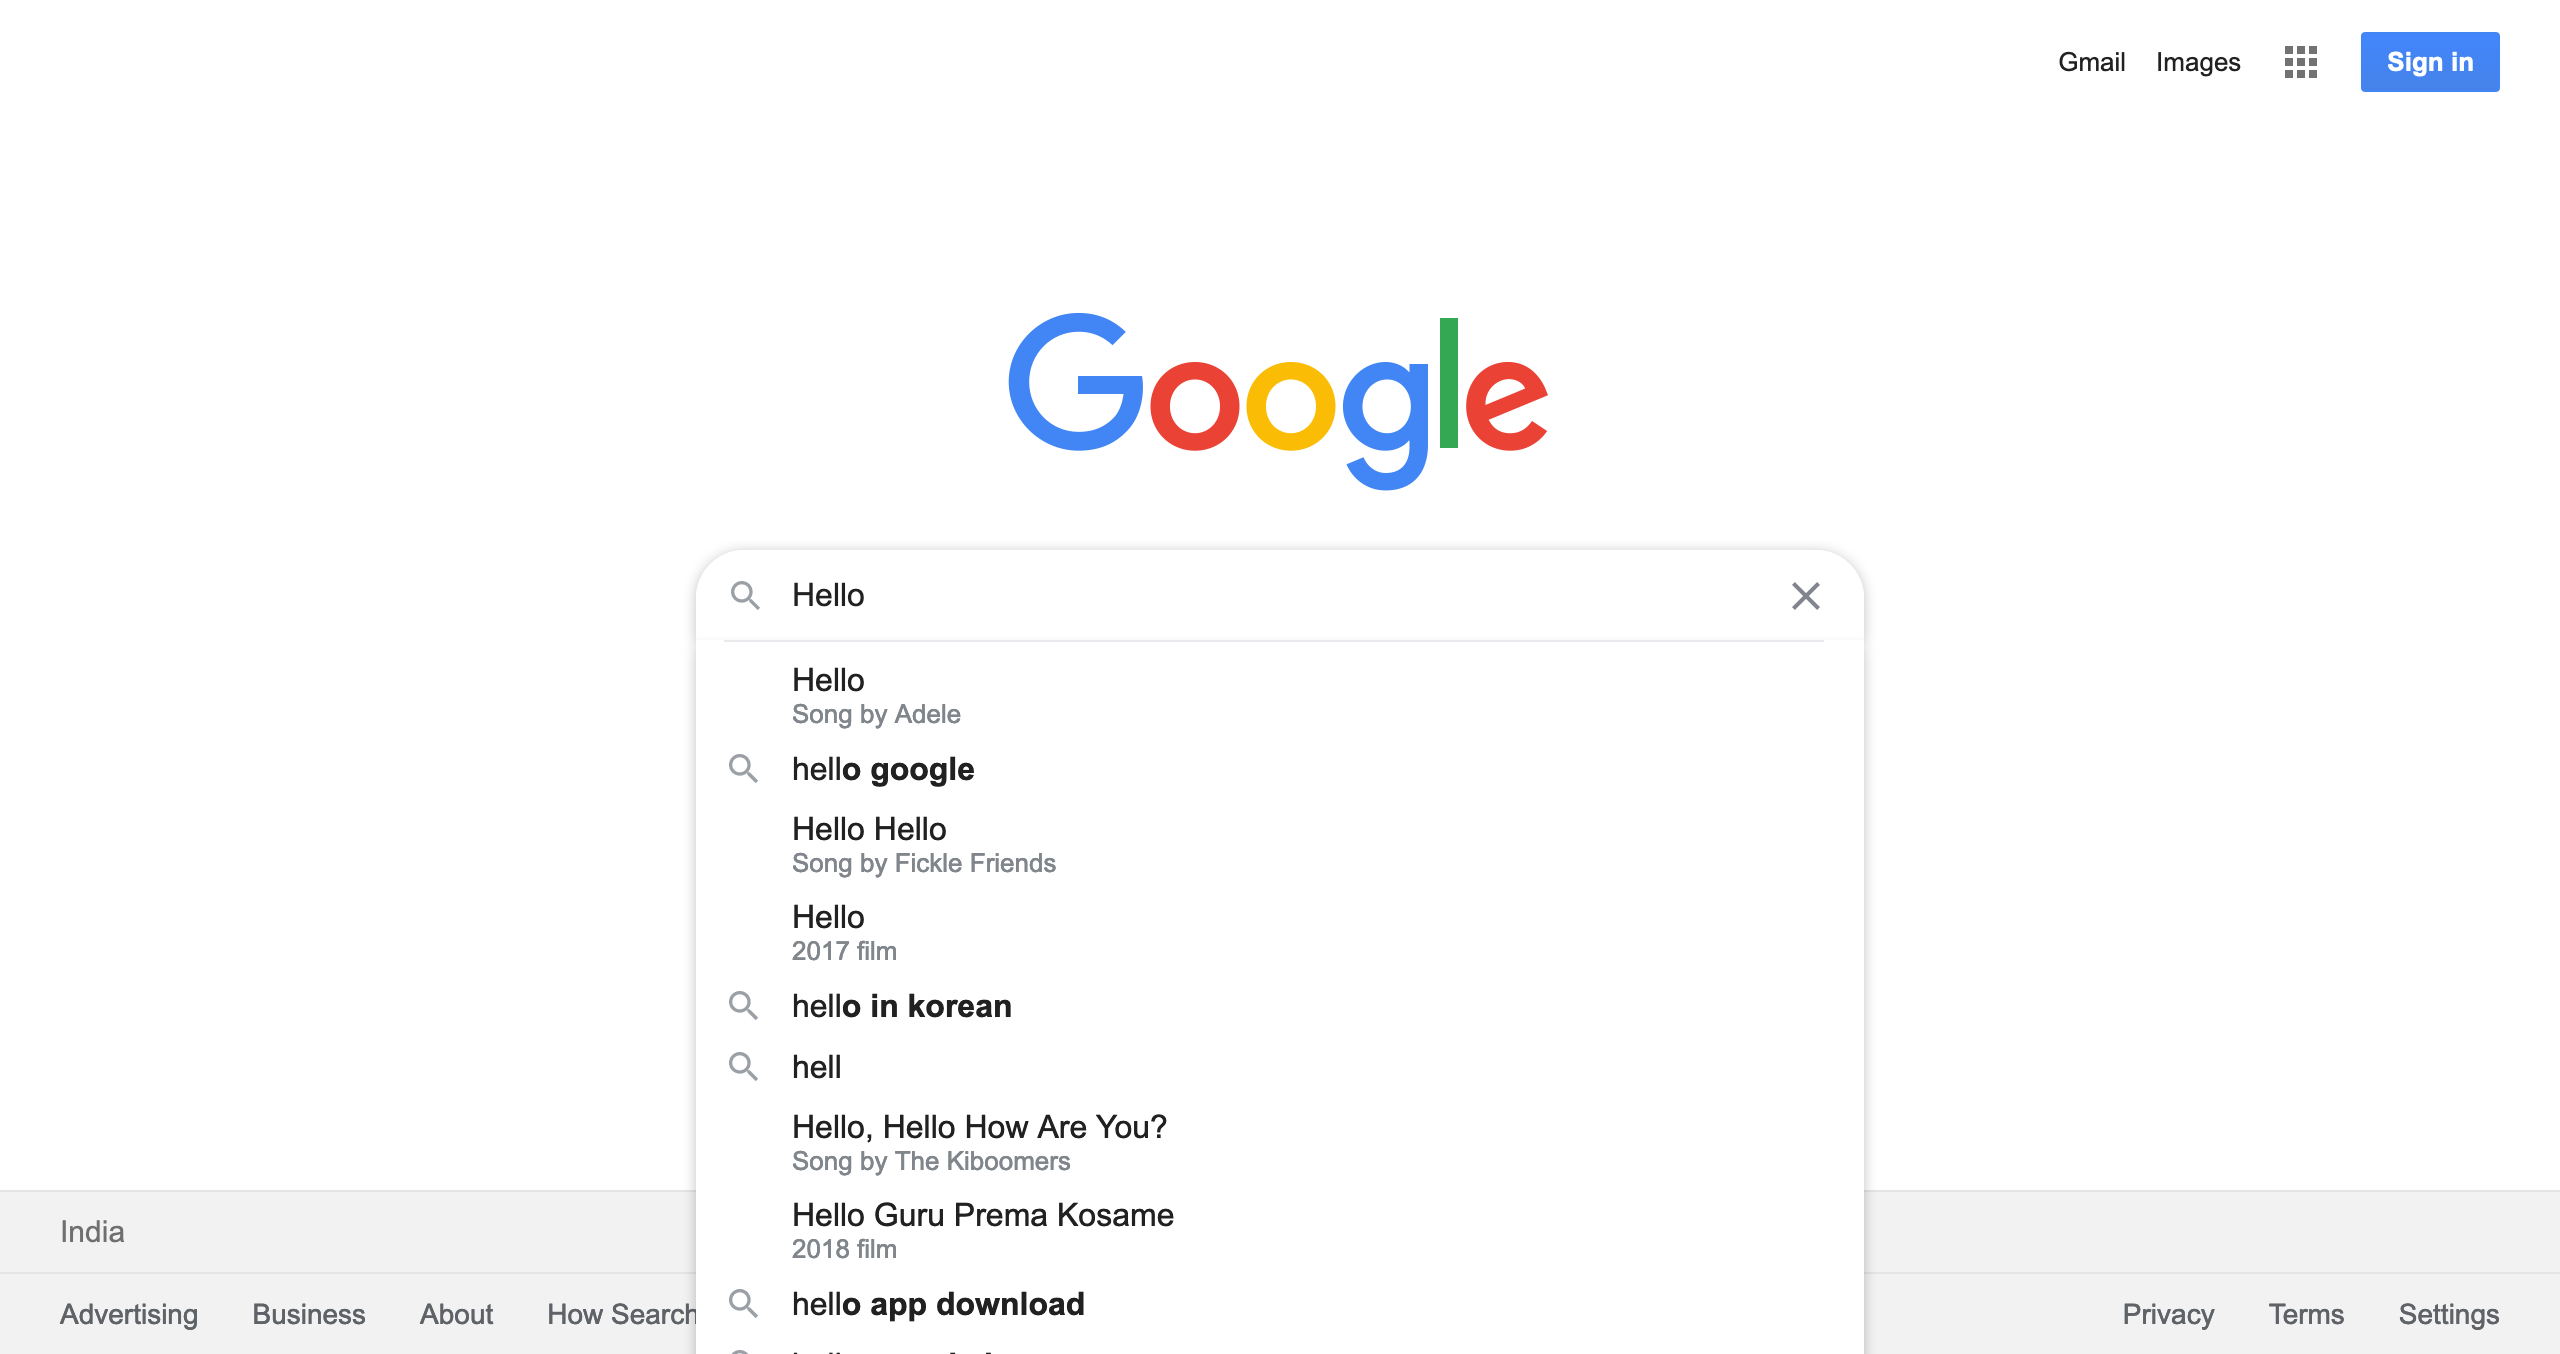 Gmail Images Sign in
Google
Hello
Hello
Song by Adele
hello google
Hello Hello
Song by Fickle Friends
Hello
2017 film
hello in korean
hell
Hello, Hello How Are You?
Song by The Kiboomers
Hello Guru Prema Kosame
2018 film
hello app download
India
Advertising Business About How Search
Privacy Terms Settings